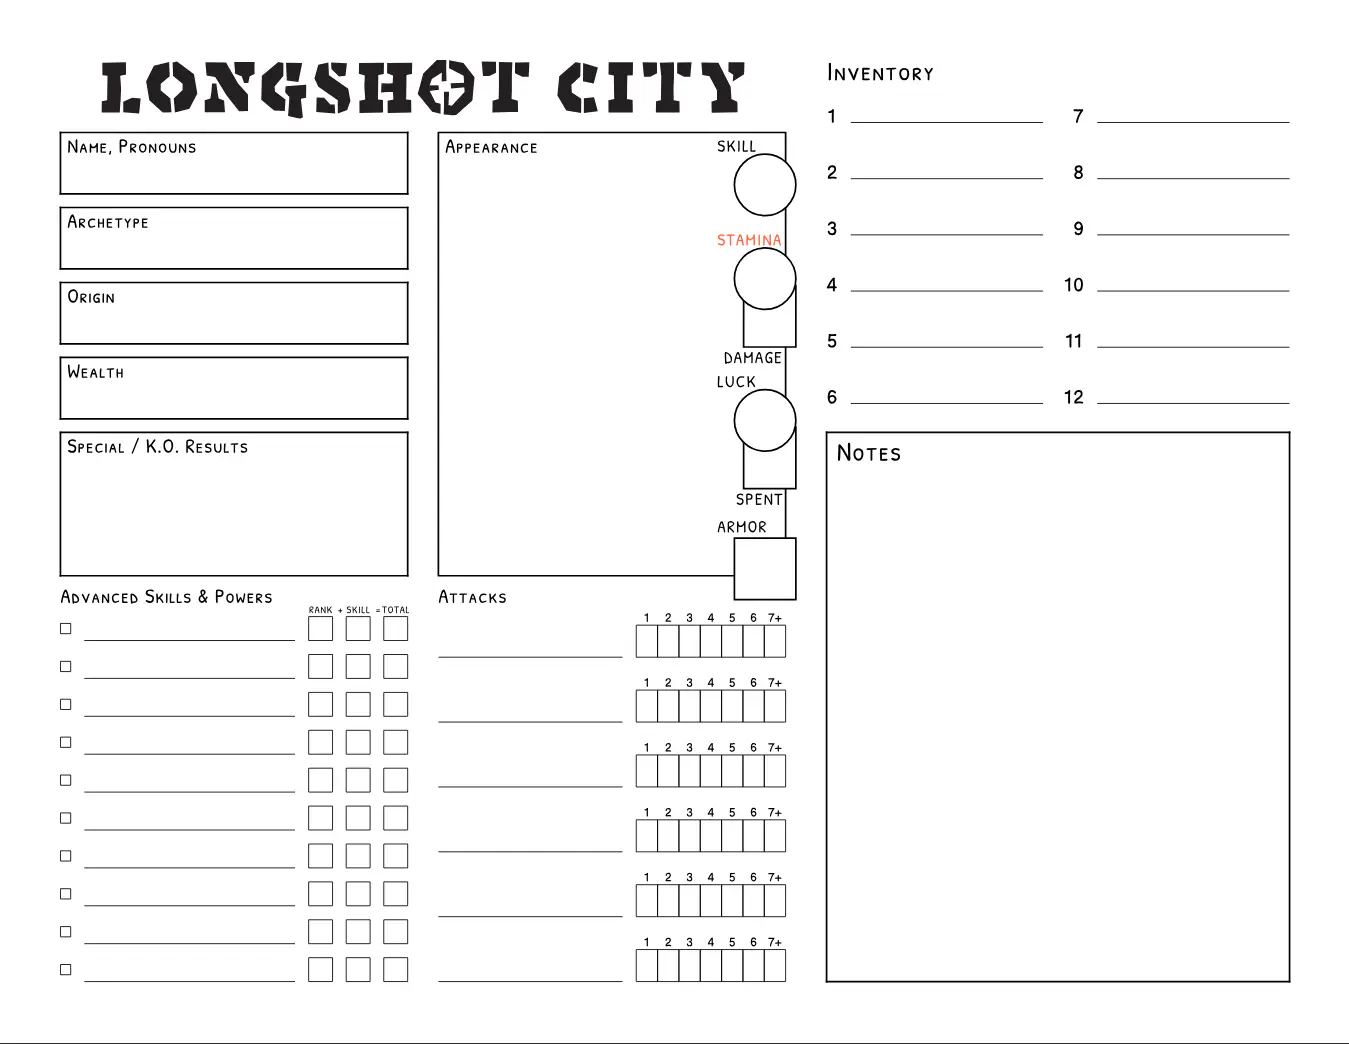 LONGSHOT CITY
Name, Pronouns
Archetype
Origin
Wealth
Special / K.O. Results
Appearance
SKILL
STAMINA
DAMAGE
LUCK
SPENT
ARMOR
Inventory
1
2
3
4
5
6
7
8
9
10
11
12
Advanced Skills & Powers
RANK + SKILL = TOTAL
Attacks
1 2 3 4 5 6 7+
1 2 3 4 5 6 7+
1 2 3 4 5 6 7+
1 2 3 4 5 6 7+
1 2 3 4 5 6 7+
1 2 3 4 5 6 7+
Notes